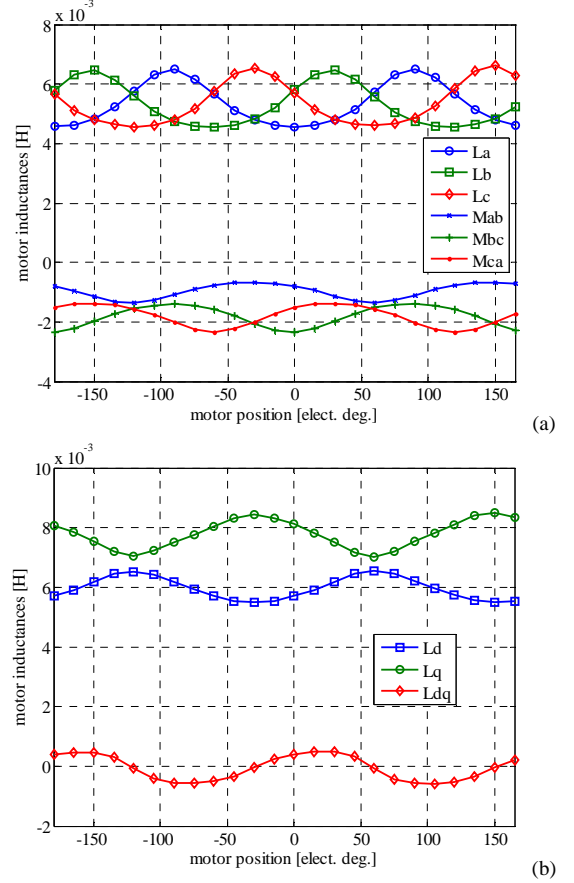 8 x 10⁻³
6
4
2
0
-2
-4
-150 -100 -50 0 50 100 150
motor position [elect. deg.]
motor inductances [H]
La
Lb
Lc
Mab
Mbc
Mca
(a)
10 x 10⁻³
8
6
4
2
0
-2
-150 -100 -50 0 50 100 150
motor position [elect. deg.]
motor inductances [H]
Ld
Lq
Ldq
(b)